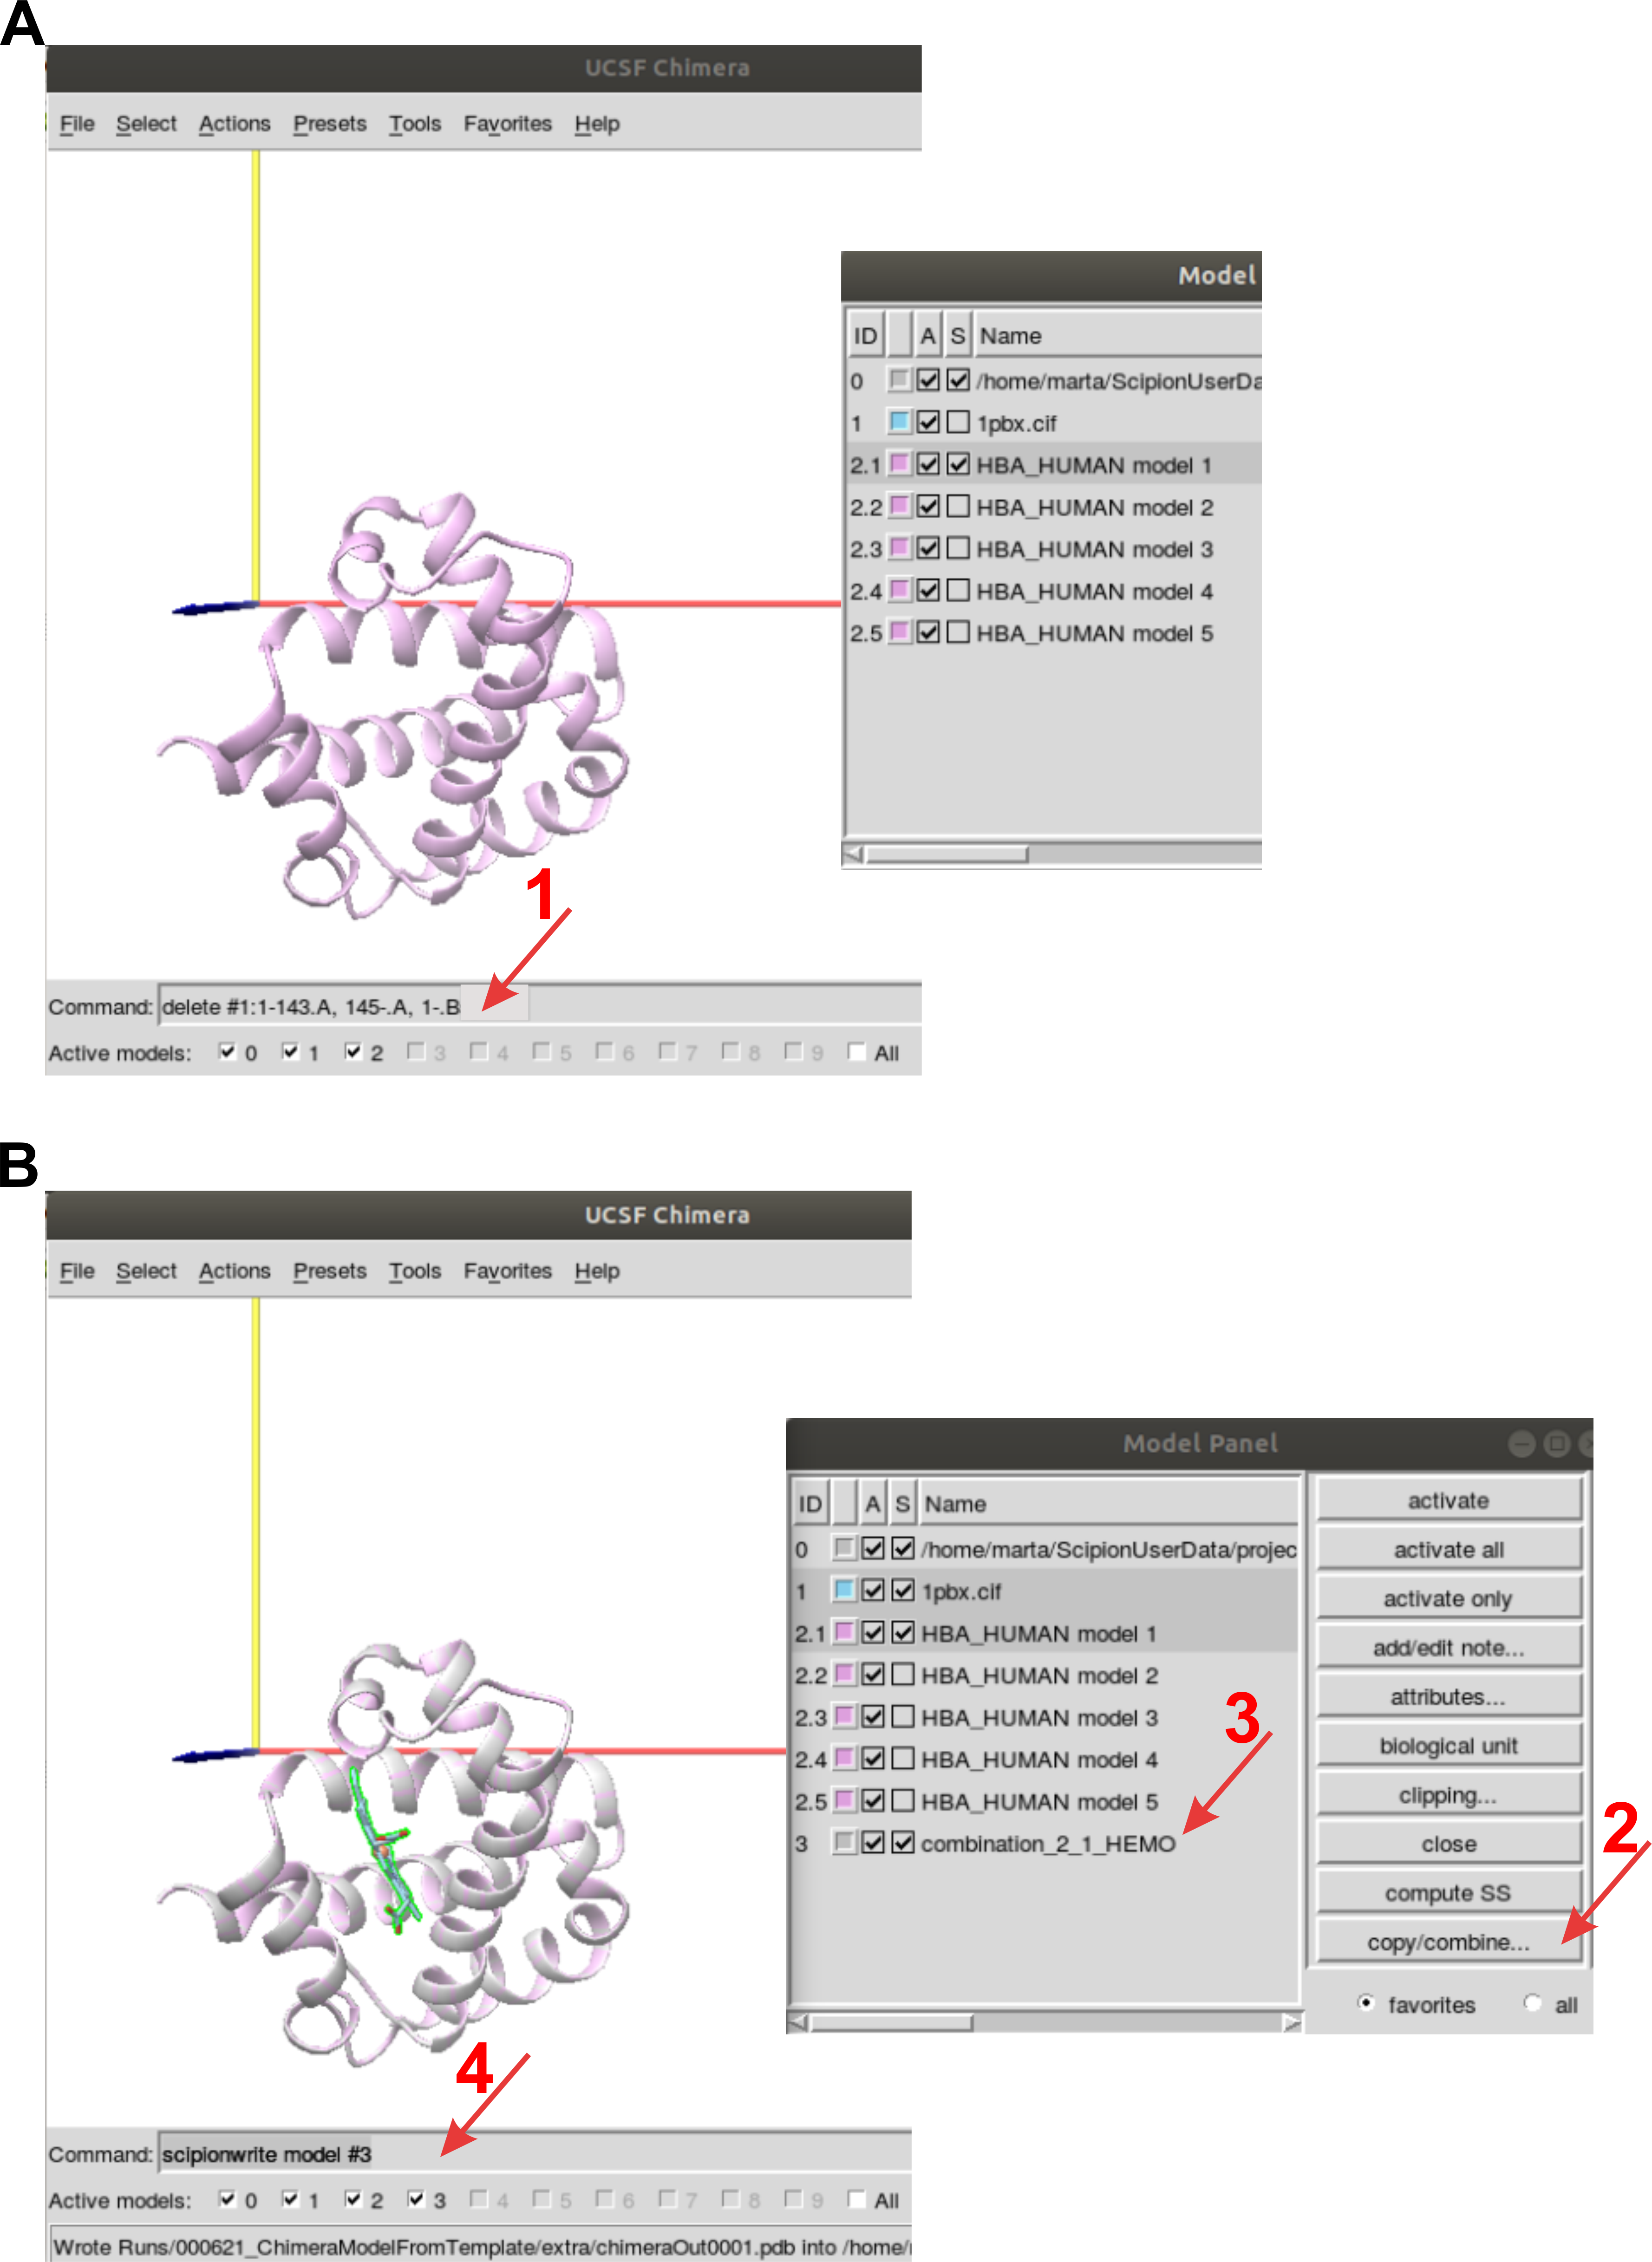 A
UCSF Chimera
File Select Actions Presets Tools Favorites Help
Model
ID A S Name
0 /home/marta/ScipionUserDa
1 1pbx.cif
2.1 HBA_HUMAN model 1
2.2 HBA_HUMAN model 2
2.3 HBA_HUMAN model 3
2.4 HBA_HUMAN model 4
2.5 HBA_HUMAN model 5
1
Command: delete #1:1-143.A, 145-.A, 1-.B
Active models: 0 1 2 3 4 5 6 7 8 9 All
B
UCSF Chimera
File Select Actions Presets Tools Favorites Help
Model Panel
ID A S Name
0 /home/marta/ScipionUserData/projec
1 1pbx.cif
2.1 HBA_HUMAN model 1
2.2 HBA_HUMAN model 2
2.3 HBA_HUMAN model 3
2.4 HBA_HUMAN model 4
2.5 HBA_HUMAN model 5
3 combination_2_1_HEMO
activate
activate all
activate only
add/edit note...
attributes...
biological unit
clipping...
close
compute SS
copy/combine...
favorites all
3
2
4
Command: scipionwrite model #3
Active models: 0 1 2 3 4 5 6 7 8 9 All
Wrote Runs/000621_ChimeraModelFromTemplate/extra/chimeraOut0001.pdb into /home/